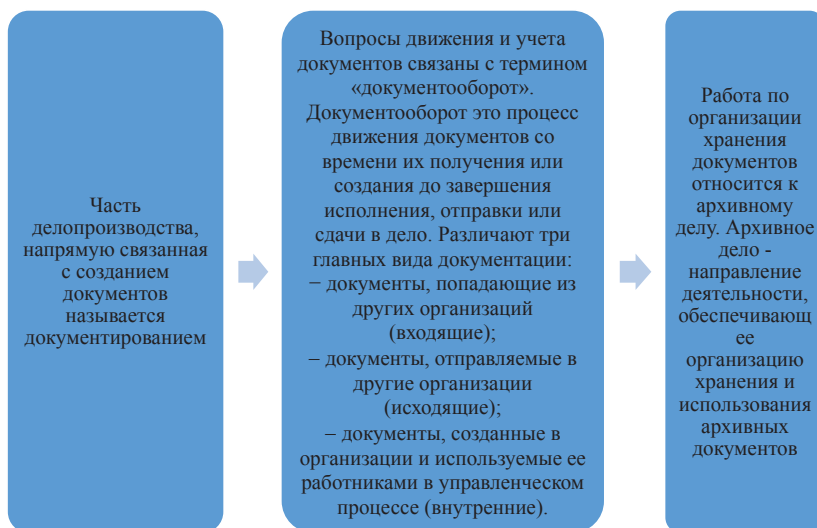 Часть
делопроизводства,
напрямую связанная
с созданием
документов
называется
документированием
Вопросы движения и учета
документов связаны с термином
«документооборот».
Документооборот это процесс
движения документов со
времени их получения или
создания до завершения
исполнения, отправки или
сдачи в дело. Различают три
главных вида документации:
− документы, попадающие из
других организаций
(входящие);
– документы, отправляемые в
другие организации
(исходящие);
– документы, созданные в
организации и используемые ее
работниками в управленческом
процессе (внутренние).
Работа по
организации
хранения
документов
относится к
архивному
делу. Архивное
дело -
направление
деятельности,
обеспечивающ
ее
организацию
хранения и
использования
архивных
документов